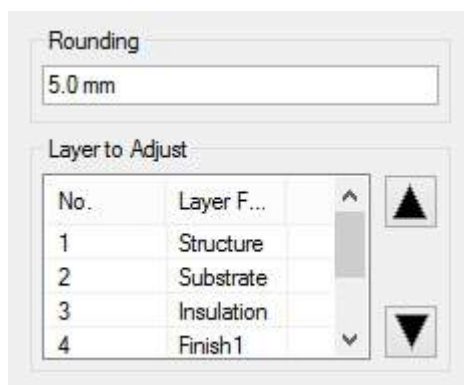 Rounding
5.0 mm
Layer to Adjust
No. Layer F...
1 Structure
2 Substrate
3 Insulation
4 Finish1